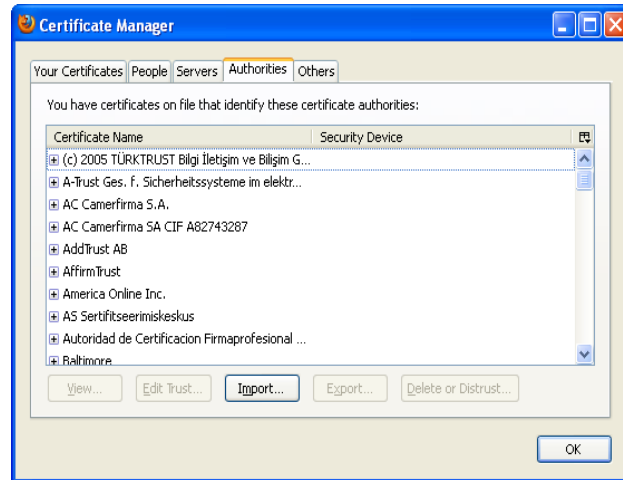 Certificate Manager
Your Certificates People Servers Authorities Others
You have certificates on file that identify these certificate authorities:
Certificate Name Security Device
(c) 2005 TÜRKTRUST Bilgi İletişim ve Bilişim G...
A-Trust Ges. f. Sicherheitssysteme im elektr...
AC Camerfirma S.A.
AC Camerfirma SA CIF A82743287
AddTrust AB
AffirmTrust
America Online Inc.
AS Sertifitseerimiskeskus
Autoridad de Certificacion Firmaprofesional ...
Baltimore
View... Edit Trust... Import... Export... Delete or Distrust...
OK